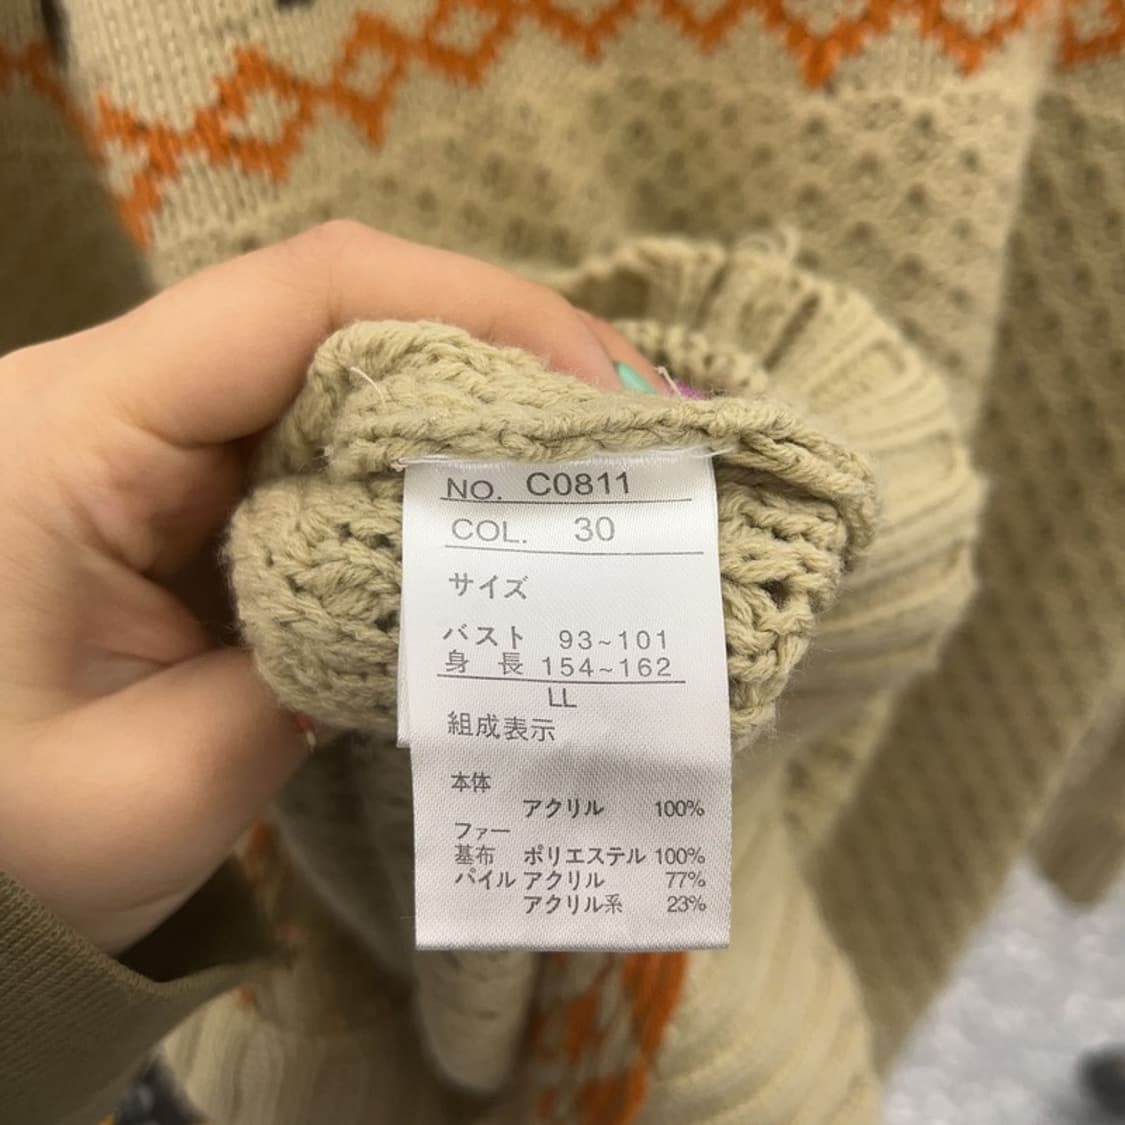 NO. C0811
COL. 30
サイズ
バスト 93~101
身 長 154~162
LL
組成表示
本体
アクリル 100%
ファー
基布 ポリエステル 100%
パイル アクリル 77%
アクリル系 23%